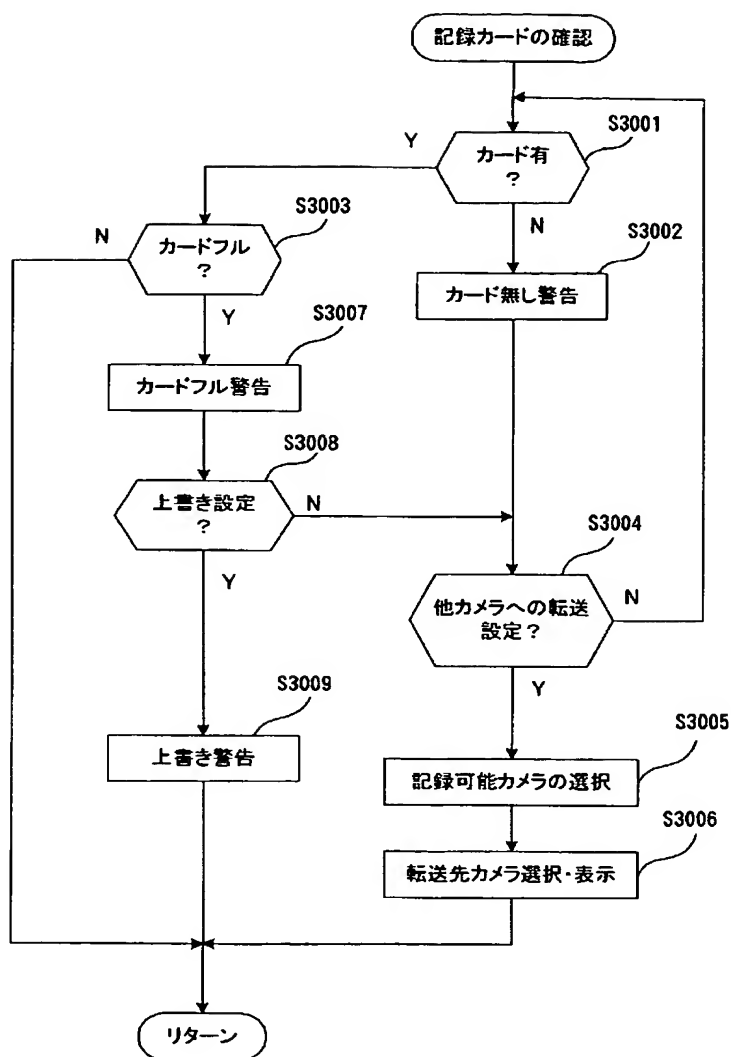 記録カードの確認
S3001
カード有
?
Y
N
S3003
カードフル
?
N
Y
S3002
カード無し警告
S3007
カードフル警告
S3008
上書き設定
?
N
Y
S3004
他カメラへの転送
設定?
N
Y
S3009
上書き警告
S3005
記録可能カメラの選択
S3006
転送先カメラ選択・表示
リターン